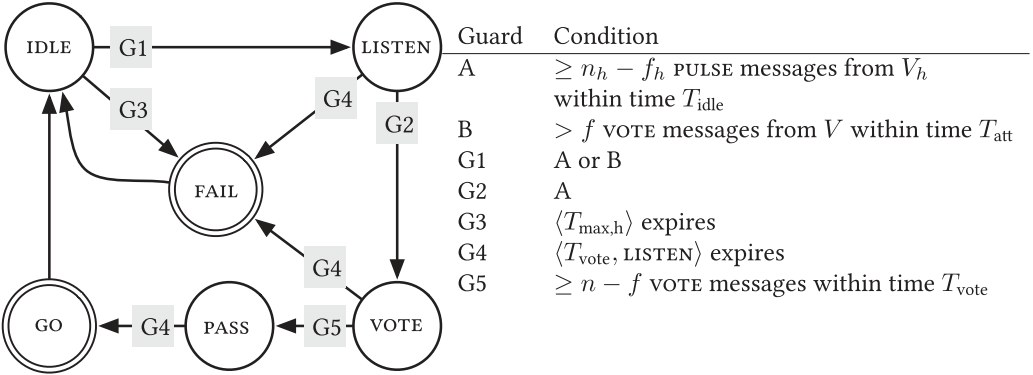 IDLE G1 LISTEN
G3 G4 G2
FAIL
G4
GO G4 PASS G5 VOTE
Guard Condition
A ≥ n_h − f_h PULSE messages from V_h
within time T_idle
B > f VOTE messages from V within time T_att
G1 A or B
G2 A
G3 ⟨T_max,h⟩ expires
G4 ⟨T_vote, LISTEN⟩ expires
G5 ≥ n − f VOTE messages within time T_vote